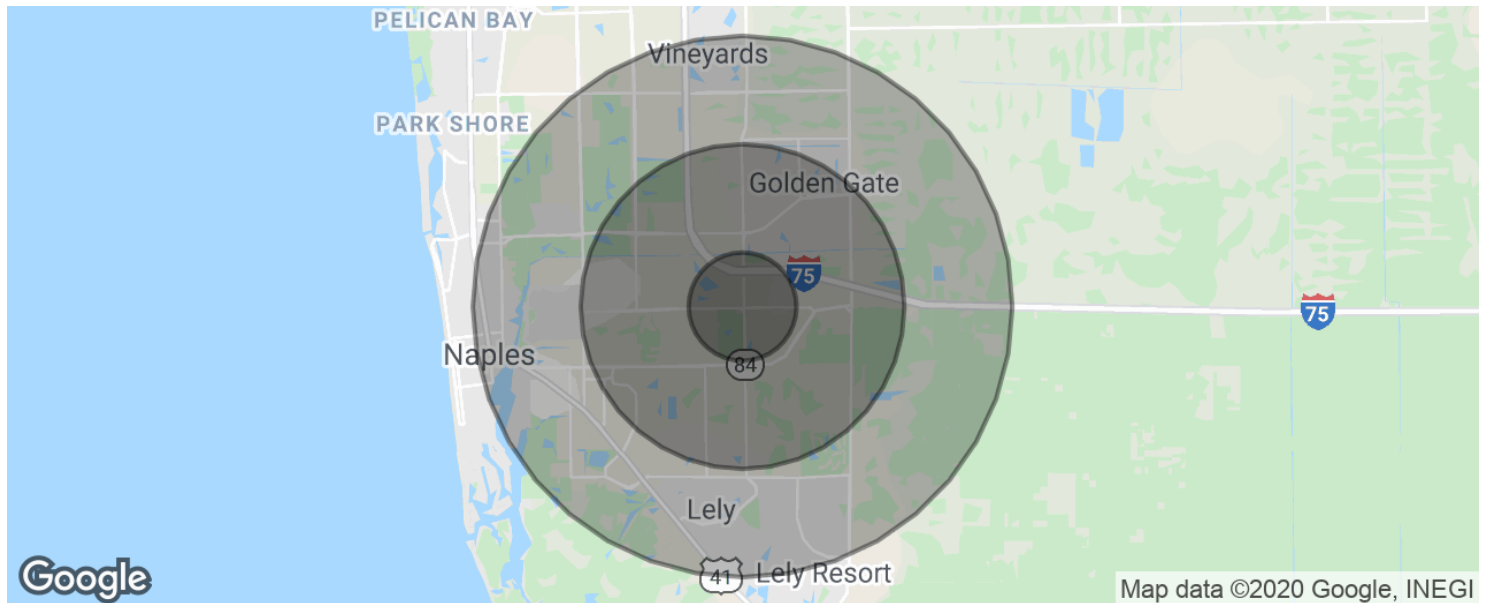 PELICAN BAY
Vineyards
PARK SHORE
Golden Gate
75
75
Naples
84
Lely
41
Lely Resort
Google
Map data ©2020 Google, INEGI